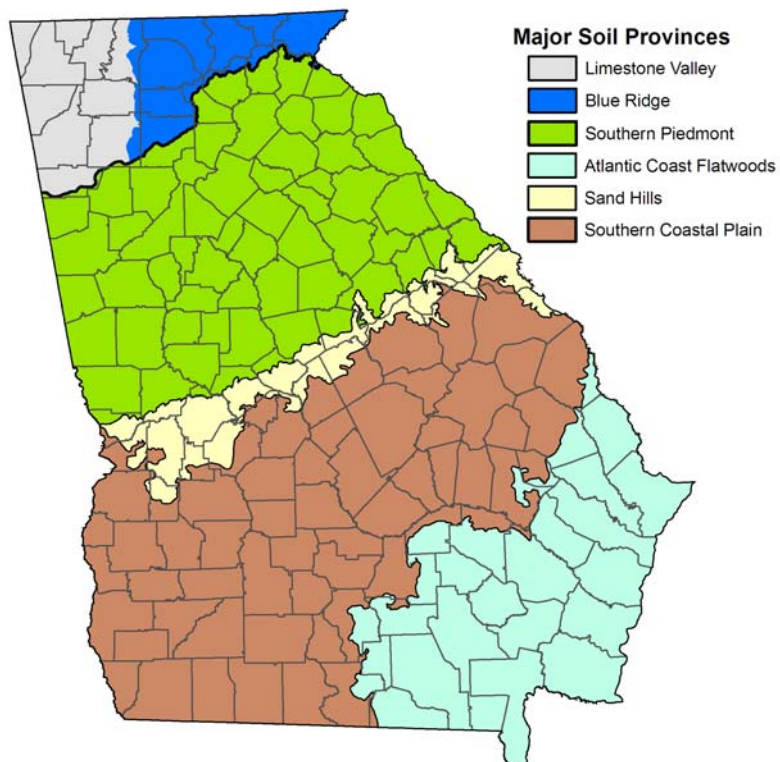 Major Soil Provinces
Limestone Valley
Blue Ridge
Southern Piedmont
Atlantic Coast Flatwoods
Sand Hills
Southern Coastal Plain